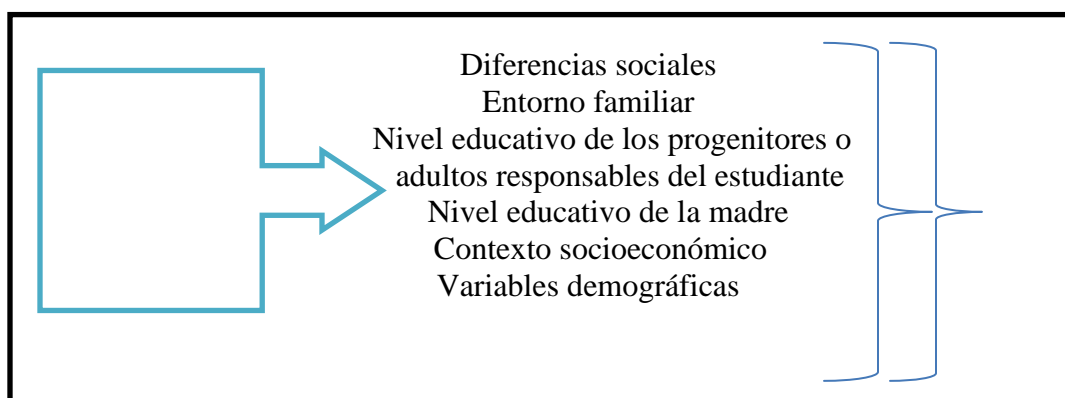 Diferencias sociales
Entorno familiar
Nivel educativo de los progenitores o
adultos responsables del estudiante
Nivel educativo de la madre
Contexto socioeconómico
Variables demográficas